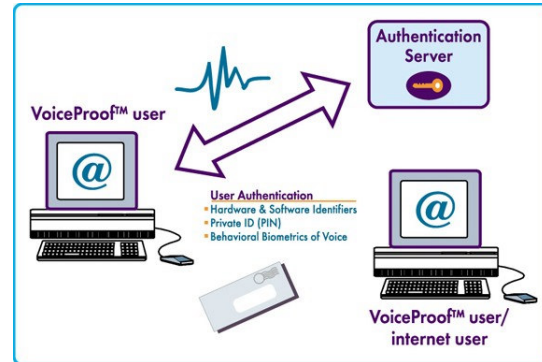 Authentication
Server
VoiceProof™ user
@
User Authentication
Hardware & Software Identifiers
Private ID (PIN)
Behavioral Biometrics of Voice
@
VoiceProof™ user/
internet user